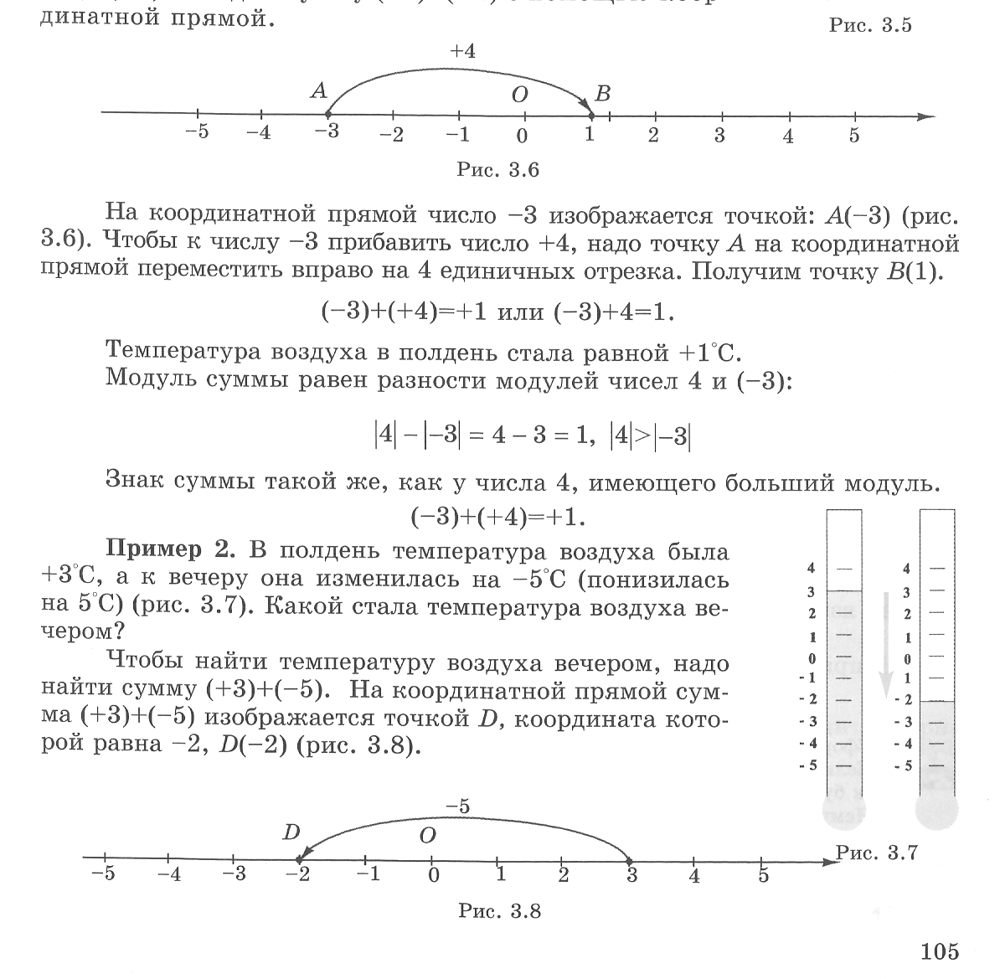 динатной прямой.
Рис. 3.5
+4
A O B
−5 −4 −3 −2 −1 0 1 2 3 4 5
Рис. 3.6
На координатной прямой число −3 изображается точкой: A(−3) (рис.
3.6). Чтобы к числу −3 прибавить число +4, надо точку A на координатной
прямой переместить вправо на 4 единичных отрезка. Получим точку B(1).
(−3)+(+4)=+1 или (−3)+4=1.
Температура воздуха в полдень стала равной +1°C.
Модуль суммы равен разности модулей чисел 4 и (−3):
|4| − |−3| = 4 − 3 = 1, |4|>|−3|
Знак суммы такой же, как у числа 4, имеющего больший модуль.
(−3)+(+4)=+1.
Пример 2. В полдень температура воздуха была
+3°C, а к вечеру она изменилась на −5°C (понизилась
на 5°C) (рис. 3.7). Какой стала температура воздуха ве-
чером?
Чтобы найти температуру воздуха вечером, надо
найти сумму (+3)+(−5). На координатной прямой сум-
ма (+3)+(−5) изображается точкой D, координата кото-
рой равна −2, D(−2) (рис. 3.8).
4 4
3 3
2 2
1 1
0 0
-1 1
-2 -2
-3 -3
-4 -4
-5 -5
Рис. 3.7
−5
D O
−5 −4 −3 −2 −1 0 1 2 3 4 5
Рис. 3.8
105